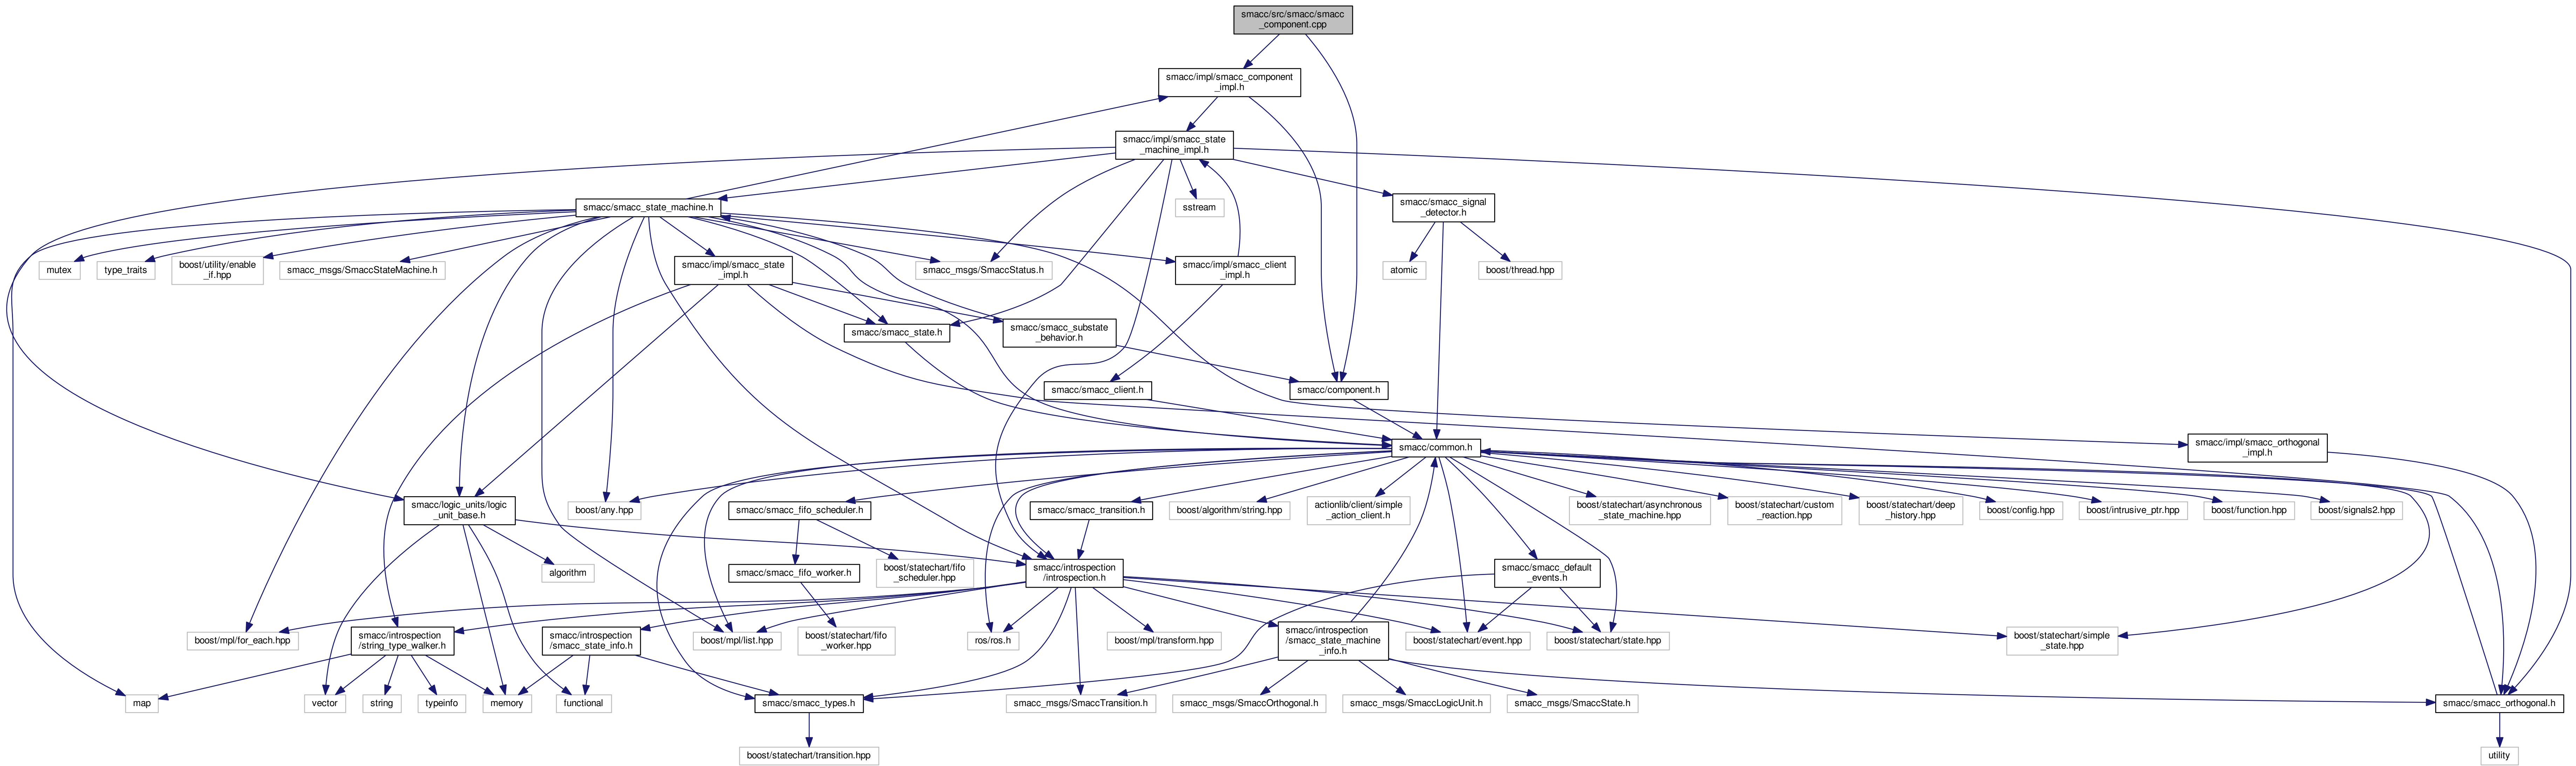 smacc/src/smacc/smacc
_component.cpp
smacc/impl/smacc_component
_impl.h
smacc/impl/smacc_state
_machine_impl.h
smacc/smacc_state_machine.h
sstream
smacc/smacc_signal
_detector.h
mutex
type_traits
boost/utility/enable
_if.hpp
smacc_msgs/SmaccStateMachine.h
smacc/impl/smacc_state
_impl.h
smacc_msgs/SmaccStatus.h
smacc/impl/smacc_client
_impl.h
atomic
boost/thread.hpp
smacc/smacc_state.h
smacc/smacc_substate
_behavior.h
smacc/smacc_client.h
smacc/component.h
smacc/common.h
smacc/impl/smacc_orthogonal
_impl.h
smacc/logic_units/logic
_unit_base.h
boost/any.hpp
smacc/smacc_fifo_scheduler.h
smacc/smacc_transition.h
boost/algorithm/string.hpp
actionlib/client/simple
_action_client.h
boost/statechart/asynchronous
_state_machine.hpp
boost/statechart/custom
_reaction.hpp
boost/statechart/deep
_history.hpp
boost/config.hpp
boost/intrusive_ptr.hpp
boost/function.hpp
boost/signals2.hpp
algorithm
smacc/smacc_fifo_worker.h
boost/statechart/fifo
_scheduler.hpp
smacc/introspection
/introspection.h
smacc/smacc_default
_events.h
boost/mpl/for_each.hpp
smacc/introspection
/string_type_walker.h
smacc/introspection
/smacc_state_info.h
boost/mpl/list.hpp
boost/statechart/fifo
_worker.hpp
ros/ros.h
boost/mpl/transform.hpp
smacc/introspection
/smacc_state_machine
_info.h
boost/statechart/event.hpp
boost/statechart/state.hpp
boost/statechart/simple
_state.hpp
map
vector
string
typeinfo
memory
functional
smacc/smacc_types.h
smacc_msgs/SmaccTransition.h
smacc_msgs/SmaccOrthogonal.h
smacc_msgs/SmaccLogicUnit.h
smacc_msgs/SmaccState.h
smacc/smacc_orthogonal.h
boost/statechart/transition.hpp
utility